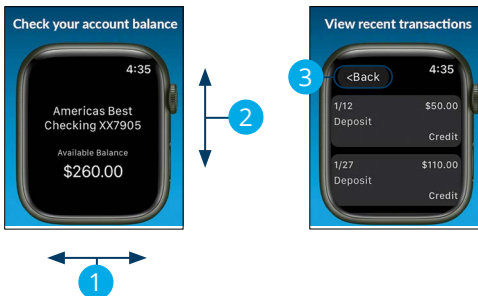 Check your account balance
4:35
Americas Best
Checking XX7905
Available Balance
$260.00
2
1
View recent transactions
3
<Back
4:35
1/12 $50.00
Deposit
Credit
1/27 $110.00
Deposit
Credit